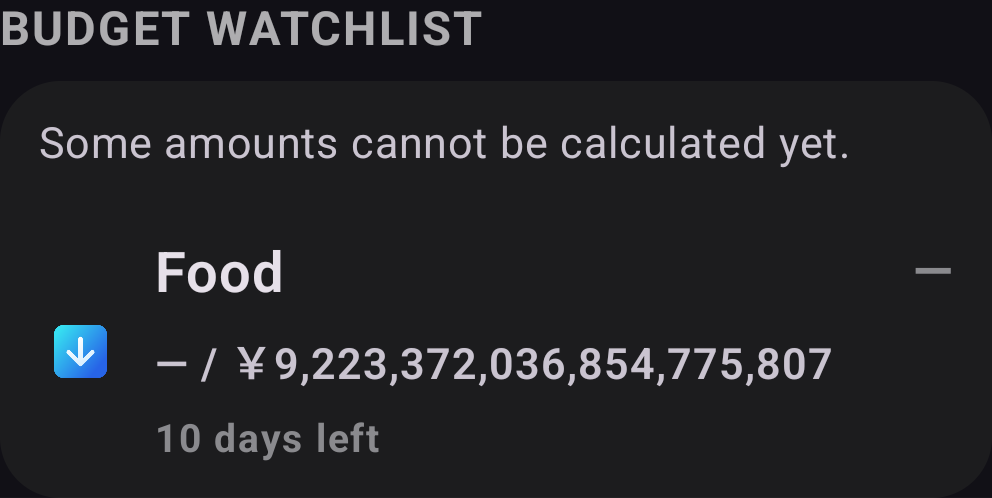 BUDGET WATCHLIST
Some amounts cannot be calculated yet.
Food —
— / ¥9,223,372,036,854,775,807
10 days left